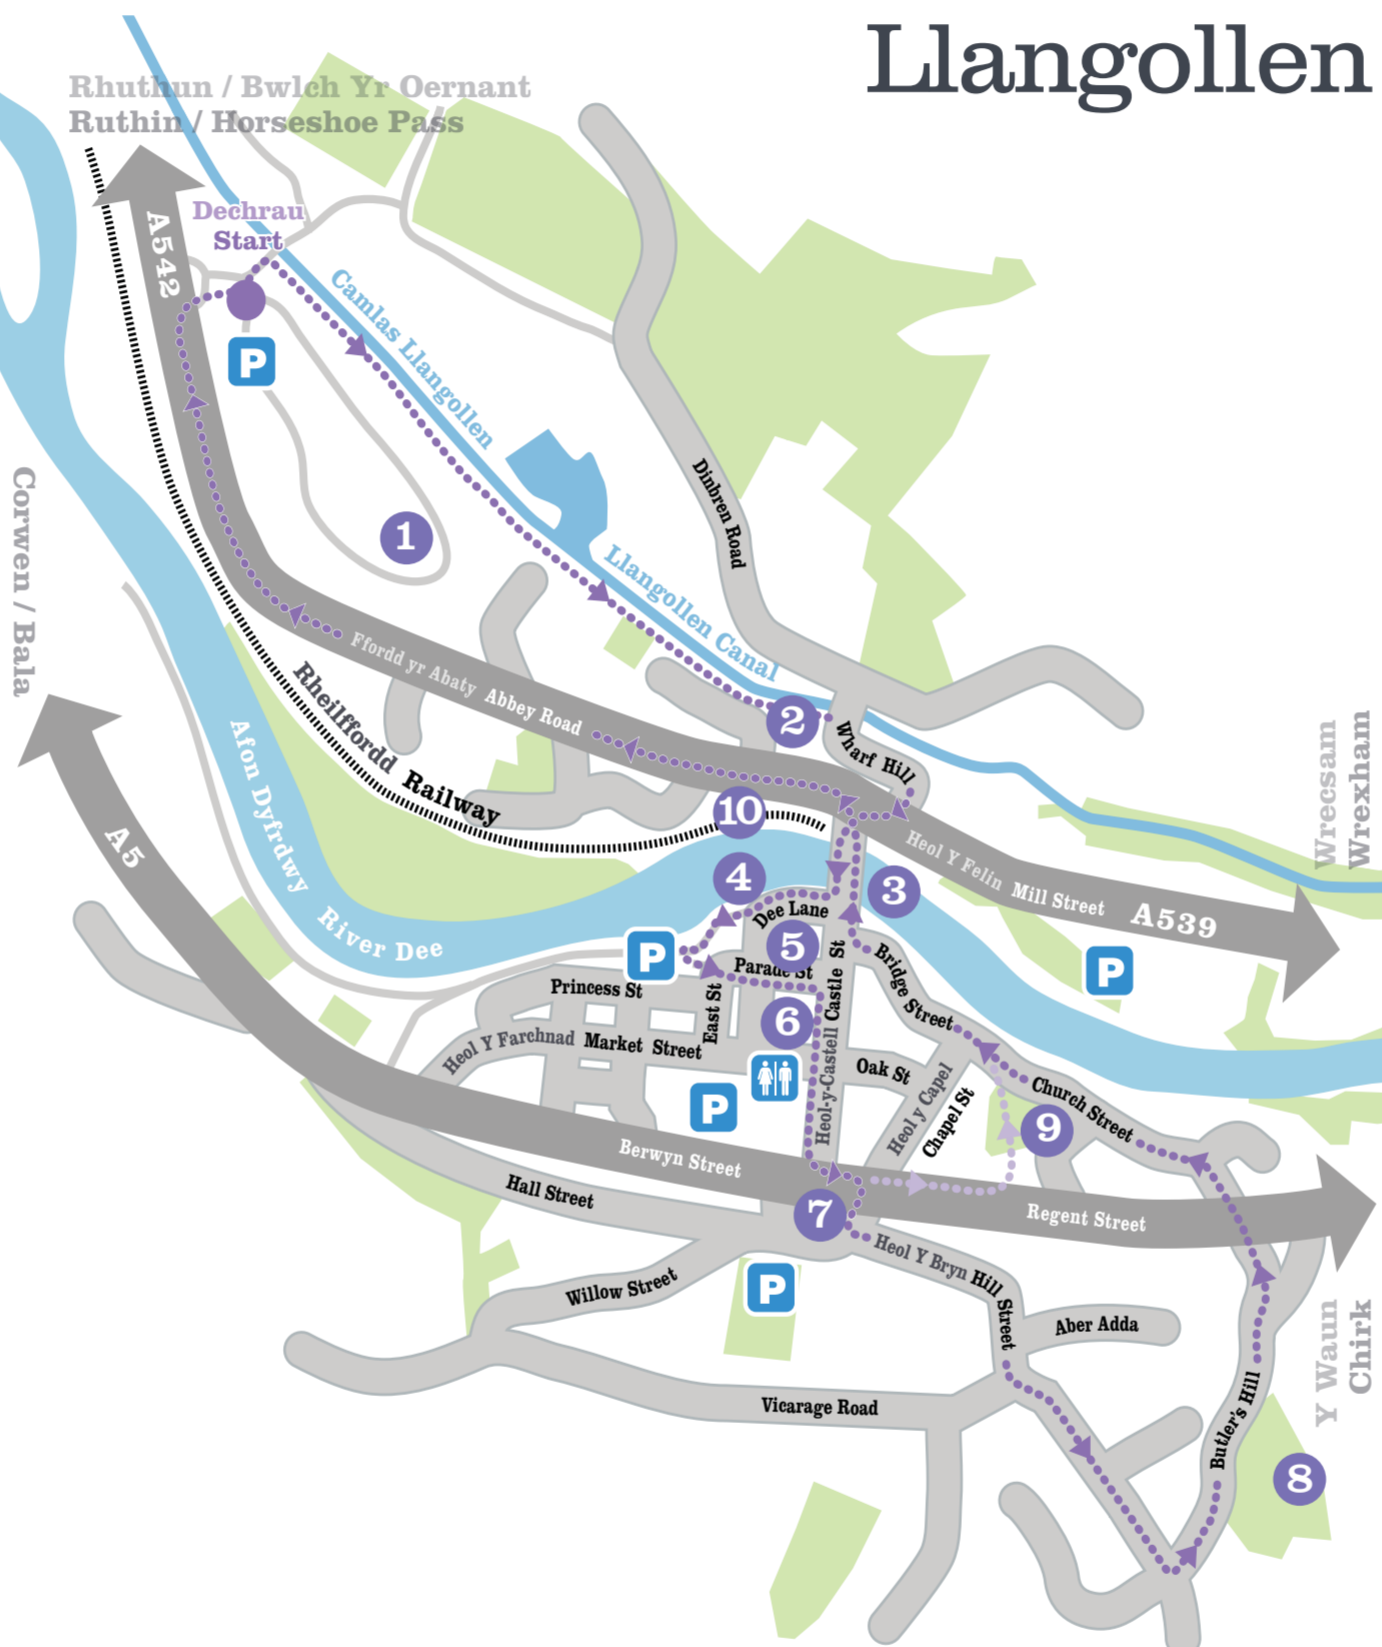 Llangollen
Rhuthun / Bwlch Yr Oernant
Ruthin / Horseshoe Pass
A542
Dechrau
Start
P
Camlas Llangollen
Llangollen Canal
1
Dinbren Road
Corwen / Bala
Ffordd yr Abaty Abbey Road
2
Wharf Hill
Rheilffordd Railway
Afon Dyfrdwy River Dee
10
Wrecsam
Wrexham
Heol Y Felin Mill Street A539
A5
4
3
Dee Lane
5
P
P
Parade St
Princess St
East St
6
Heol-y-Castell Castle St
Bridge Street
Heol Y Farchnad Market Street
Oak St
P
Heol y Capel
Chapel St
Church Street
9
Berwyn Street
Hall Street
7
Regent Street
Heol Y Bryn Hill Street
Willow Street
P
Aber Adda
Y Waun
Chirk
Vicarage Road
Butler's Hill
8